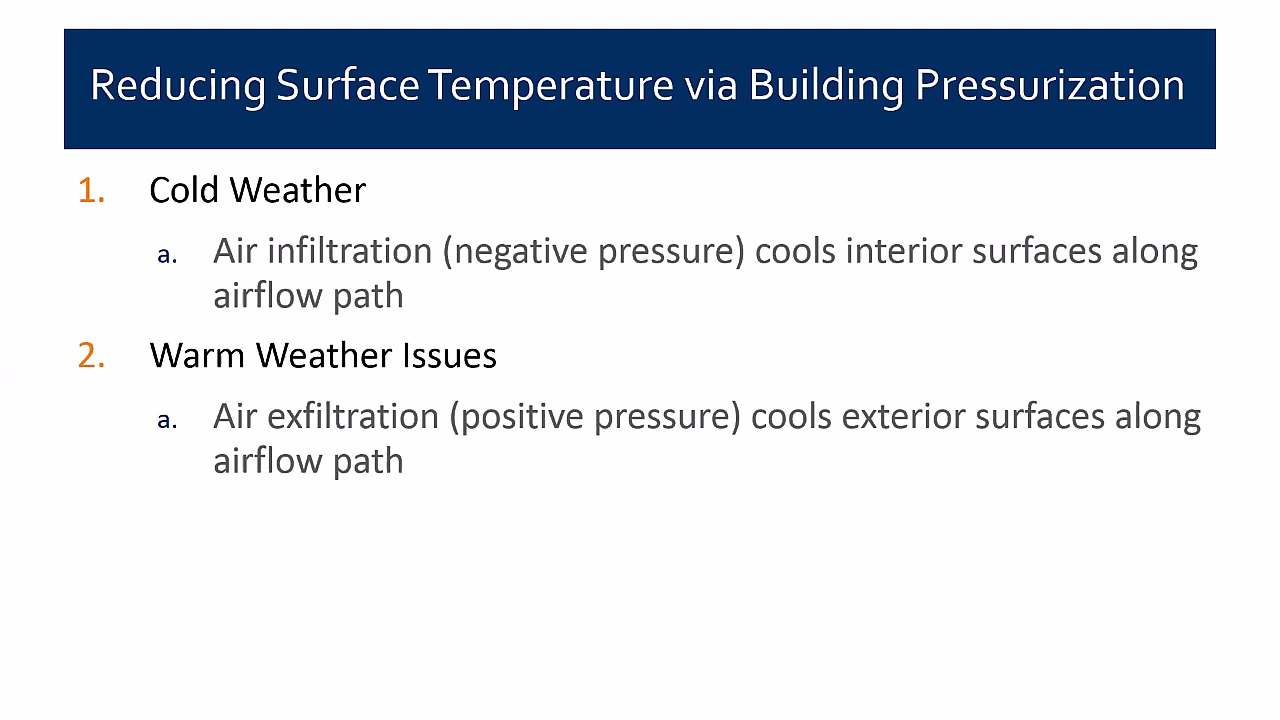 Reducing Surface Temperature via Building Pressurization
1. Cold Weather
a. Air infiltration (negative pressure) cools interior surfaces along
airflow path
2. Warm Weather Issues
a. Air exfiltration (positive pressure) cools exterior surfaces along
airflow path